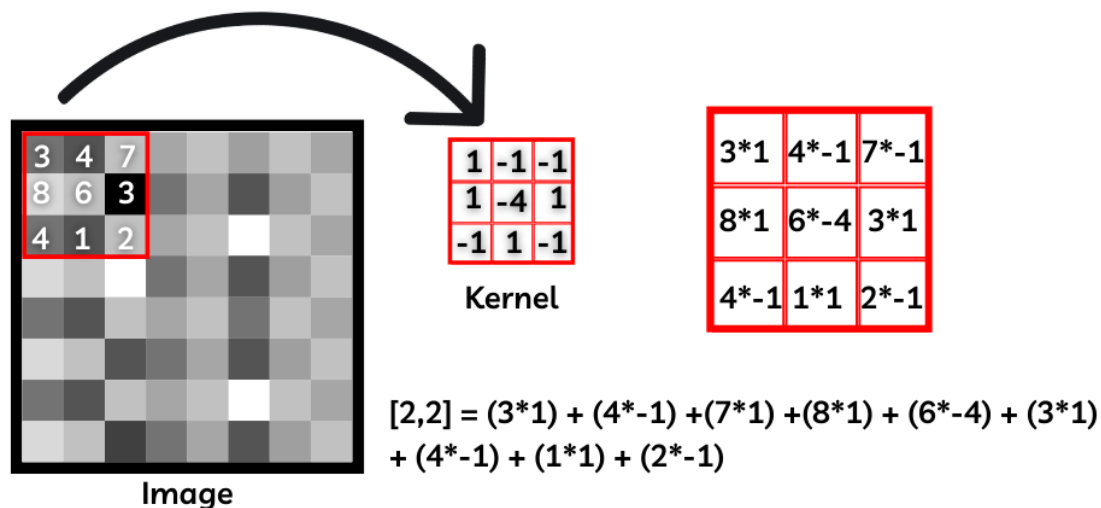 3 4 7
8 6 3
4 1 2
Image
1 -1 -1
1 -4 1
-1 1 -1
Kernel
3*1 4*-1 7*-1
8*1 6*-4 3*1
4*-1 1*1 2*-1
[2,2] = (3*1) + (4*-1) +(7*1) +(8*1) + (6*-4) + (3*1)
+ (4*-1) + (1*1) + (2*-1)